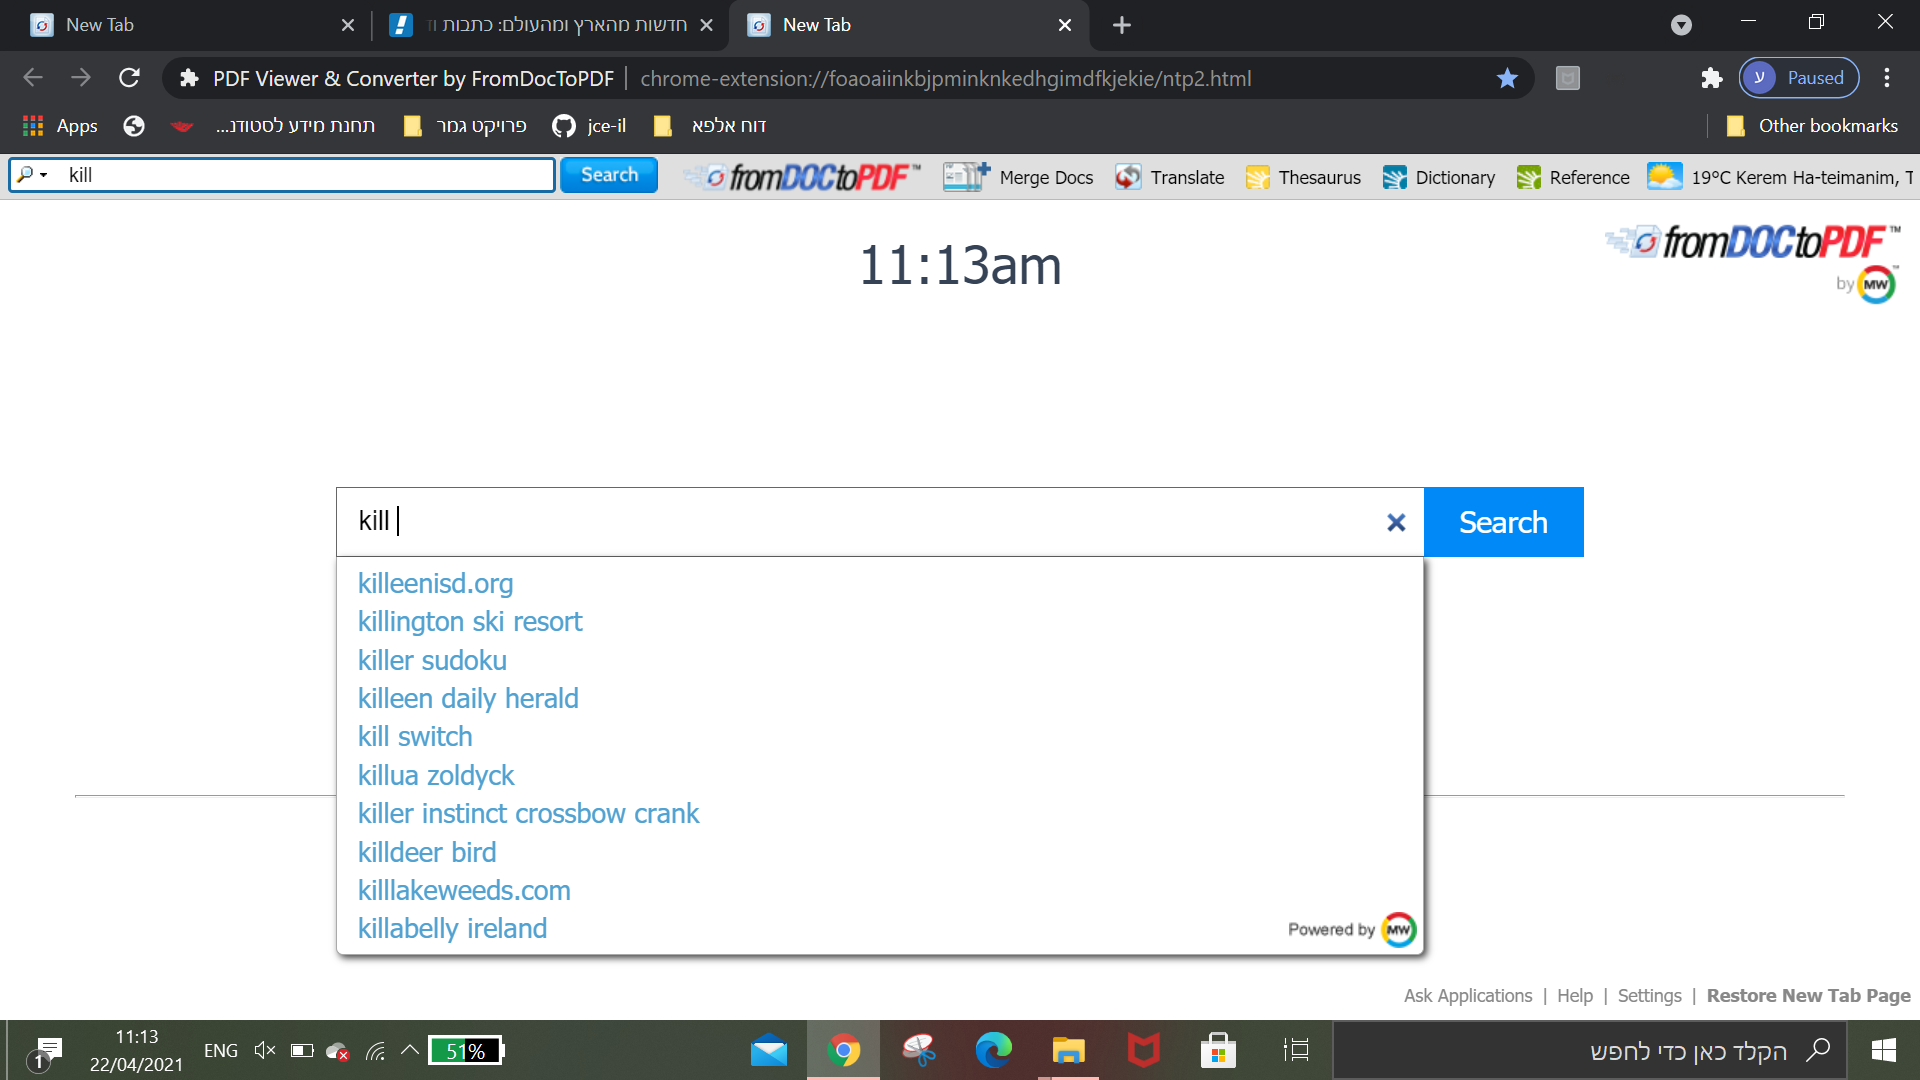 New Tab
חדשות מהארץ ומהעולם: כתבות
New Tab
PDF Viewer & Converter by FromDocToPDF | chrome-extension://foaoaiinkbjpminknkedhgimdfkjekie/ntp2.html
Paused
ע
Apps
תחנת מידע לסטודנ...
פרויקט גמר
jce-il
דוח אלפא
Other bookmarks
kill
Search
fromDOCtoPDF™
Merge Docs
Translate
Thesaurus
Dictionary
Reference
19°C Kerem Ha-teimanim, T
11:13am
fromDOCtoPDF™
by MW
kill
Search
killeenisd.org
killington ski resort
killer sudoku
killeen daily herald
kill switch
killua zoldyck
killer instinct crossbow crank
killdeer bird
killlakeweeds.com
killabelly ireland
Powered by MW
Ask Applications | Help | Settings | Restore New Tab Page
1
11:13
22/04/2021
ENG
51%
הקלד כאן כדי לחפש